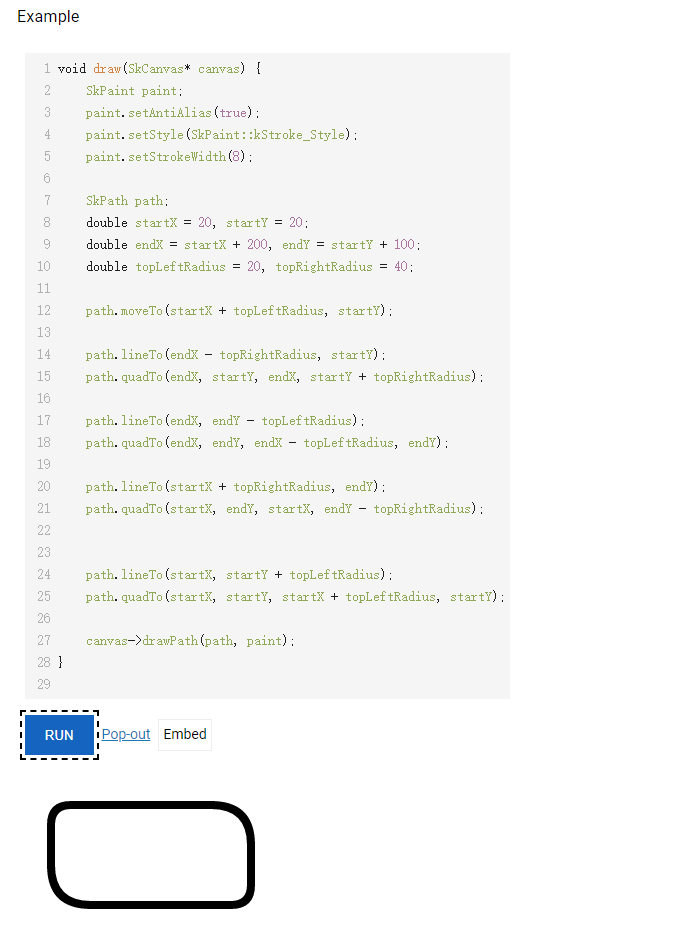 Example
1 void draw(SkCanvas* canvas) {
2     SkPaint paint;
3     paint.setAntiAlias(true);
4     paint.setStyle(SkPaint::kStroke_Style);
5     paint.setStrokeWidth(8);
6
7     SkPath path;
8     double startX = 20, startY = 20;
9     double endX = startX + 200, endY = startY + 100;
10     double topLeftRadius = 20, topRightRadius = 40;
11
12     path.moveTo(startX + topLeftRadius, startY);
13
14     path.lineTo(endX - topRightRadius, startY);
15     path.quadTo(endX, startY, endX, startY + topRightRadius);
16
17     path.lineTo(endX, endY - topLeftRadius);
18     path.quadTo(endX, endY, endX - topLeftRadius, endY);
19
20     path.lineTo(startX + topRightRadius, endY);
21     path.quadTo(startX, endY, startX, endY - topRightRadius);
22
23
24     path.lineTo(startX, startY + topLeftRadius);
25     path.quadTo(startX, startY, startX + topLeftRadius, startY);
26
27     canvas->drawPath(path, paint);
28 }
29
RUN Pop-out Embed